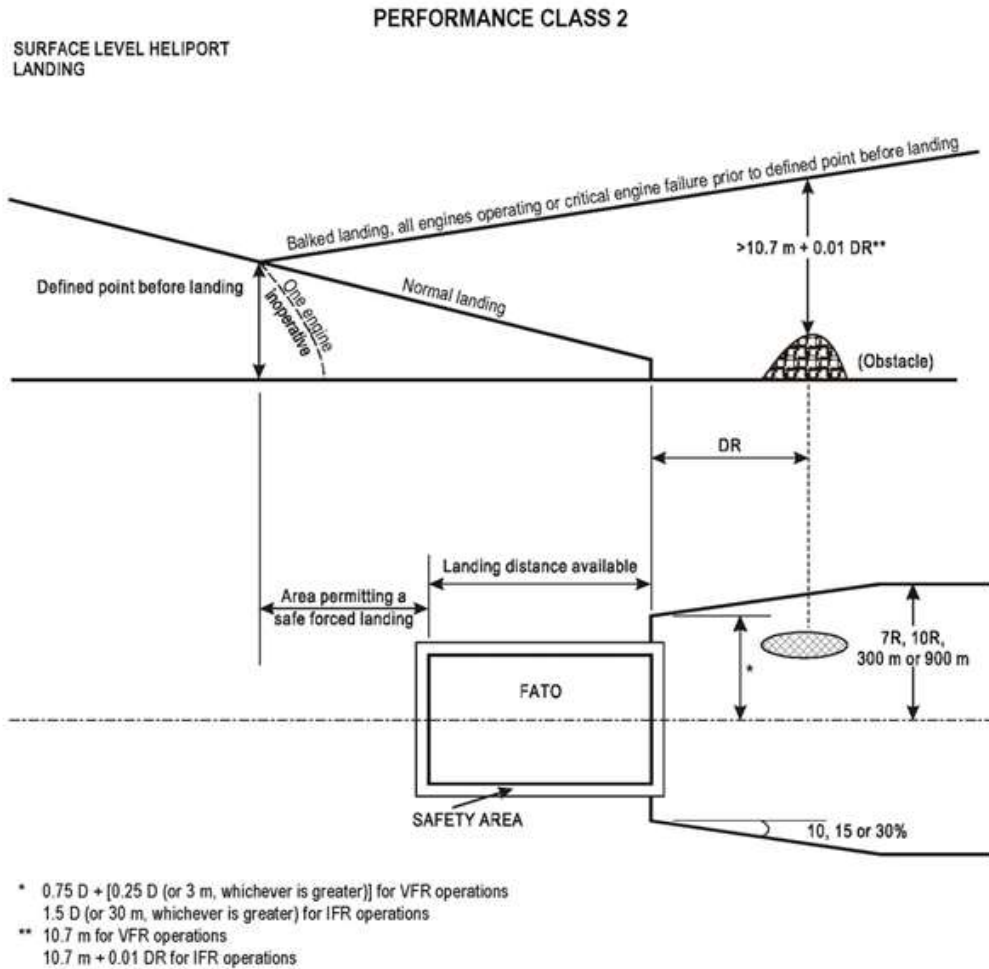 PERFORMANCE CLASS 2
SURFACE LEVEL HELIPORT
LANDING
Balked landing, all engines operating or critical engine failure prior to defined point before landing
>10.7 m + 0.01 DR**
Defined point before landing
One engine
inoperative
Normal landing
(Obstacle)
DR
Landing distance available
Area permitting a
safe forced landing
7R, 10R,
300 m or 900 m
*
FATO
SAFETY AREA
10, 15 or 30%
* 0.75 D + [0.25 D (or 3 m, whichever is greater)] for VFR operations
1.5 D (or 30 m, whichever is greater) for IFR operations
** 10.7 m for VFR operations
10.7 m + 0.01 DR for IFR operations